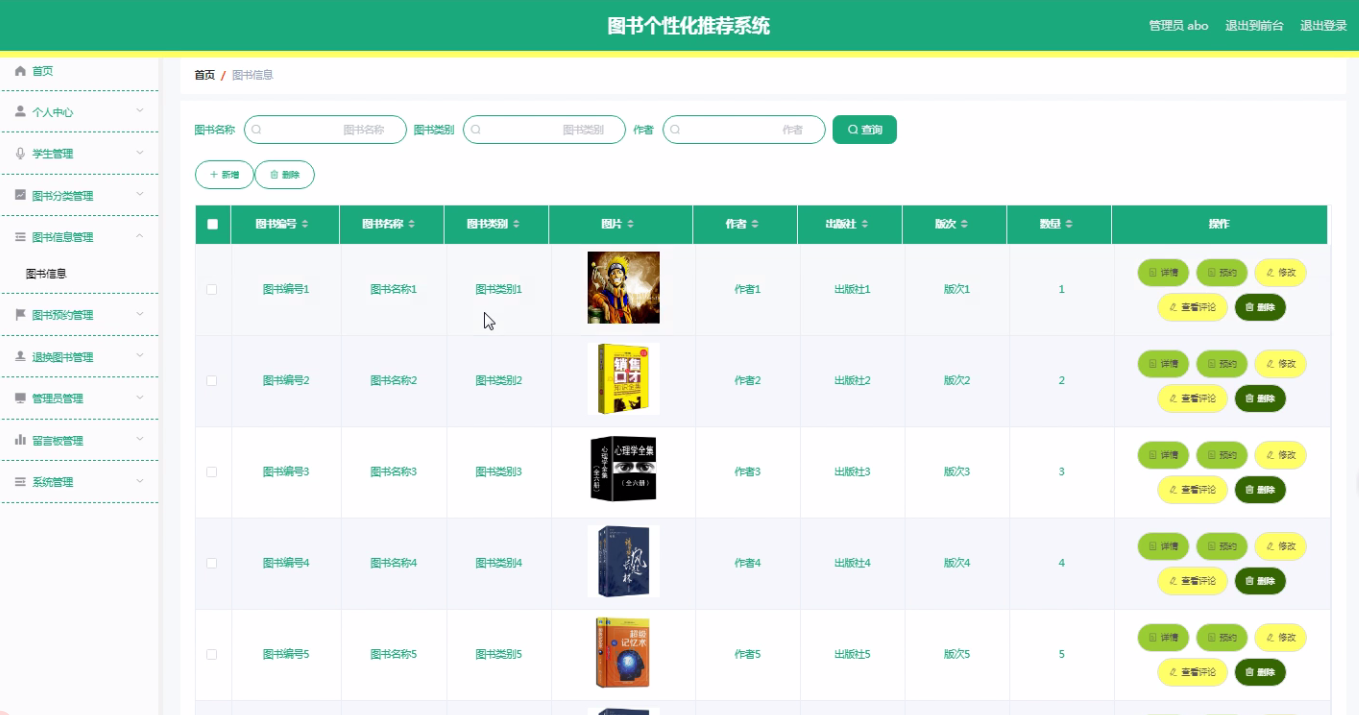 图书个性化推荐系统
管理员 abo 退出到前台 退出登录
首页
个人中心
学生管理
图书分类管理
图书信息管理
图书信息
图书预约管理
退换图书管理
管理员管理
留言板管理
系统管理
首页 / 图书信息
图书名称 图书名称 图书类别 图书类别 作者 作者 查询
+ 新增 删除
图书编号 图书名称 图书类别 图片 作者 出版社 版次 数量 操作
图书编号1 图书名称1 图书类别1 作者1 出版社1 版次1 1 详情 预约 修改
查看评论 删除
图书编号2 图书名称2 图书类别2 销售口才 作者2 出版社2 版次2 2 详情 预约 修改
查看评论 删除
图书编号3 图书名称3 图书类别3 心理学全集 (全六册) 心理学全集 (全六册) 作者3 出版社3 版次3 3 详情 预约 修改
查看评论 删除
图书编号4 图书名称4 图书类别4 作者4 出版社4 版次4 4 详情 预约 修改
查看评论 删除
图书编号5 图书名称5 图书类别5 超级记忆术 作者5 出版社5 版次5 5 详情 预约 修改
查看评论 删除